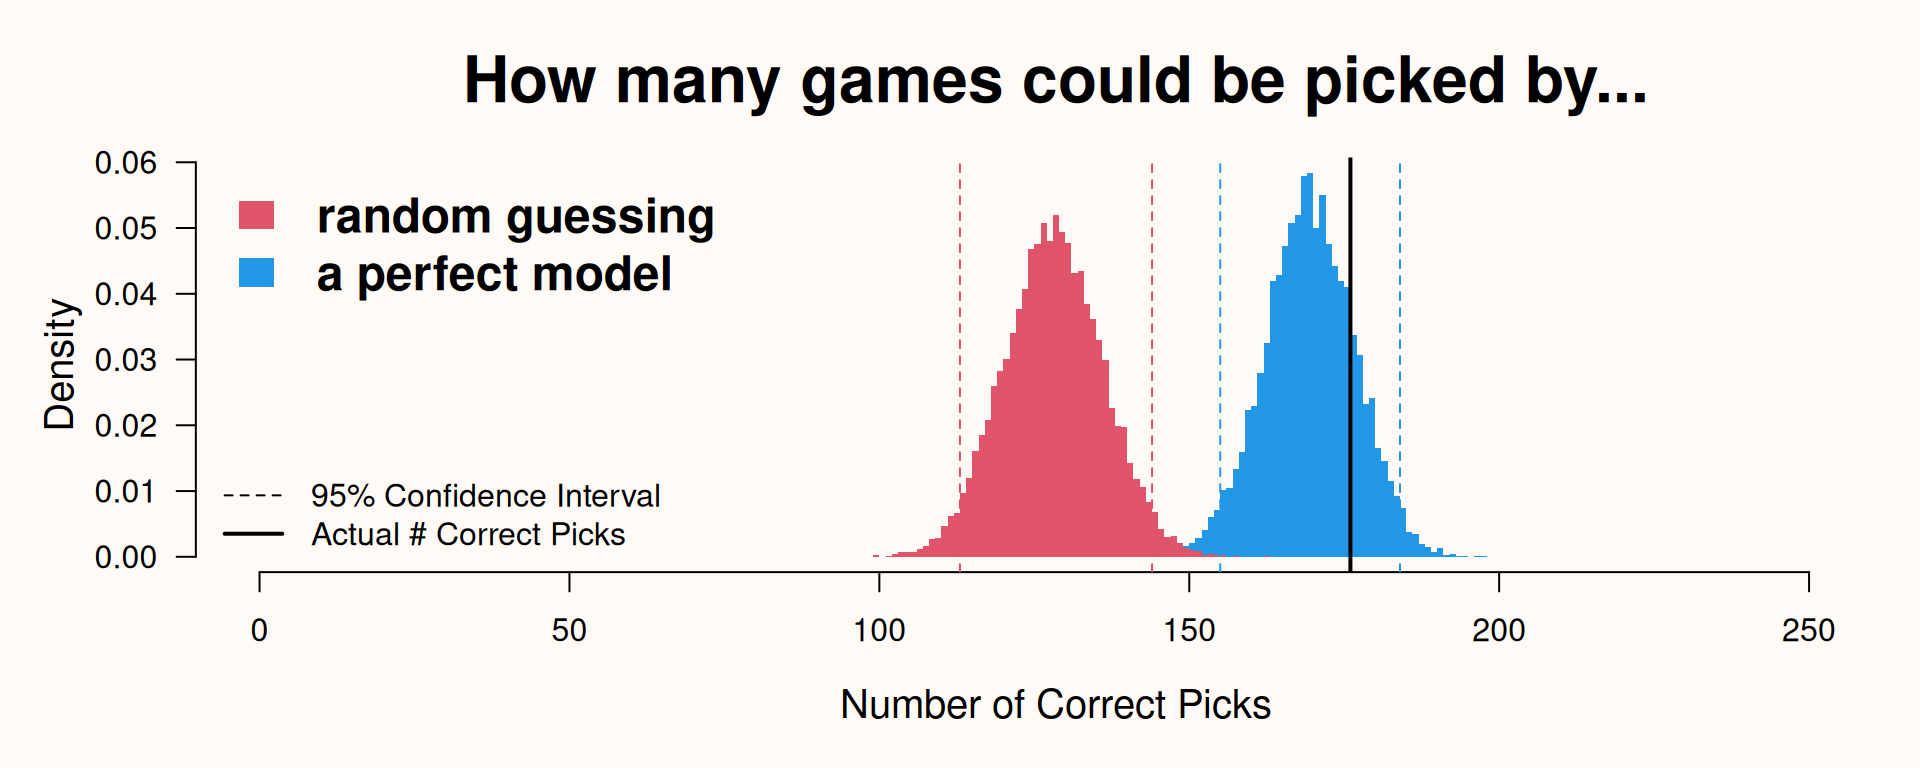 How many games could be picked by...
0.06
0.05
0.04
0.03
0.02
0.01
0.00
Density
random guessing
a perfect model
95% Confidence Interval
Actual # Correct Picks
0 50 100 150 200 250
Number of Correct Picks